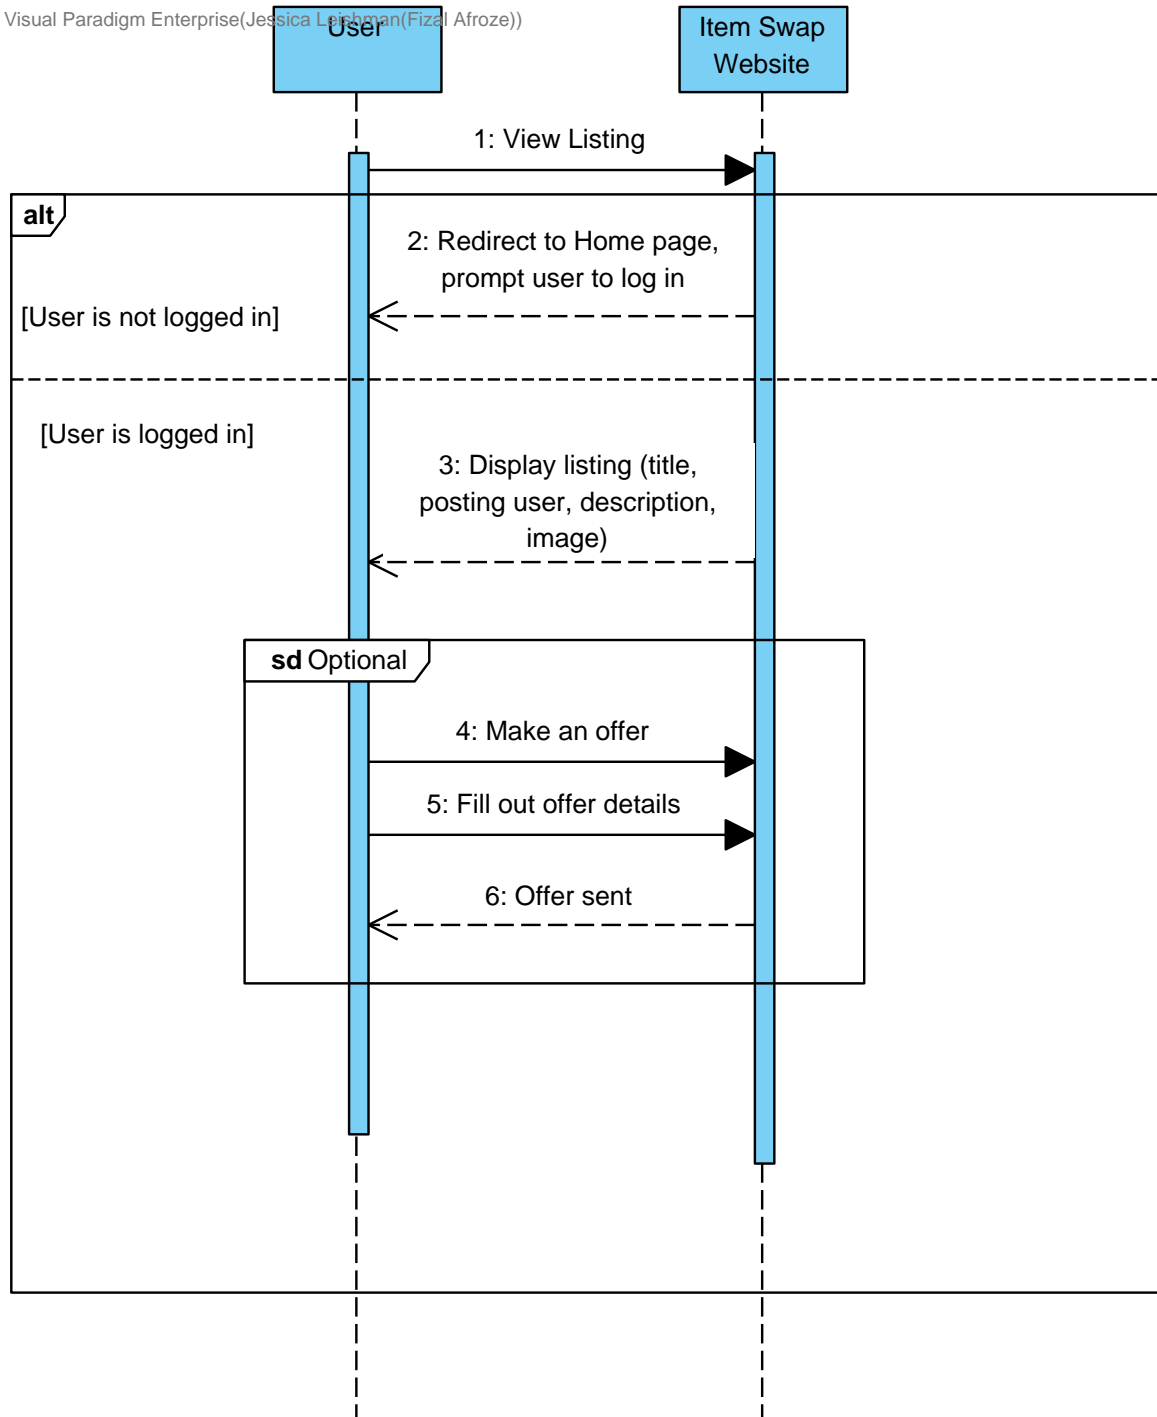 Visual Paradigm Enterprise(Jessica Leishman(Fizal Afroze))
User
Item Swap
Website
1: View Listing
alt
2: Redirect to Home page,
prompt user to log in
[User is not logged in]
[User is logged in]
3: Display listing (title,
posting user, description,
image)
sd Optional
4: Make an offer
5: Fill out offer details
6: Offer sent